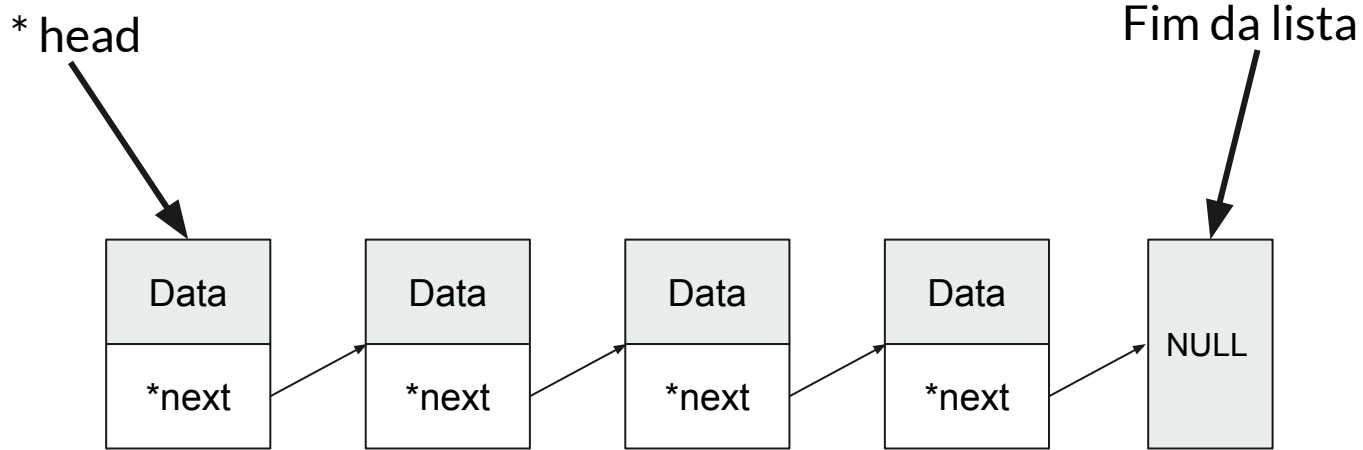 * head
Fim da lista
Data
Data
Data
Data
NULL
*next
*next
*next
*next